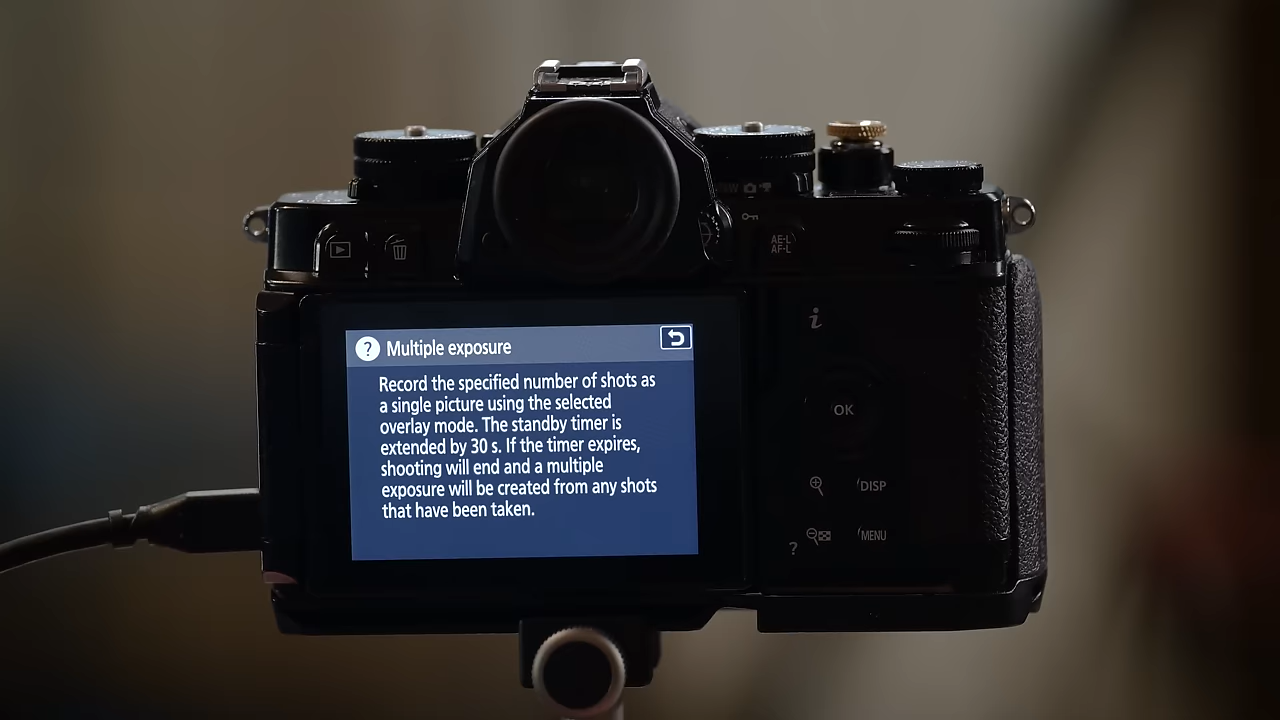 AE-L
AF-L
? Multiple exposure
Record the specified number of shots as
a single picture using the selected
overlay mode. The standby timer is
extended by 30 s. If the timer expires,
shooting will end and a multiple
exposure will be created from any shots
that have been taken.
i
OK
DISP
?
MENU